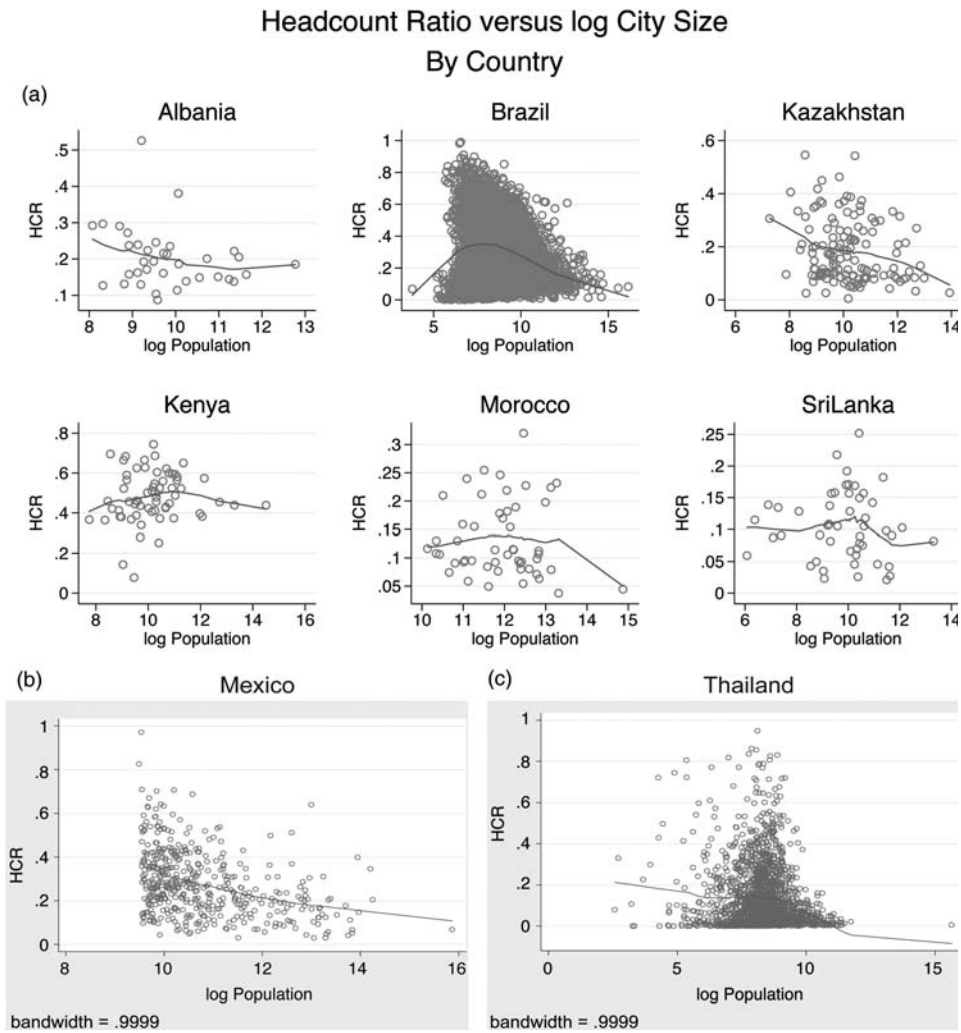 Headcount Ratio versus log City Size
By Country
(a)
Albania
HCR
.5
.4
.3
.2
.1
8 9 10 11 12 13
log Population
Brazil
HCR
1
.8
.6
.4
.2
0
5 10 15
log Population
Kazakhstan
HCR
.6
.4
.2
0
6 8 10 12 14
log Population
Kenya
HCR
.8
.6
.4
.2
0
8 10 12 14 16
log Population
Morocco
HCR
.3
.25
.2
.15
.1
.05
10 11 12 13 14 15
log Population
SriLanka
HCR
.25
.2
.15
.1
.05
0
6 8 10 12 14
log Population
(b)
Mexico
HCR
1
.8
.6
.4
.2
0
8 10 12 14 16
log Population
bandwidth = .9999
(c)
Thailand
HCR
1
.8
.6
.4
.2
0
0 5 10 15
log Population
bandwidth = .9999